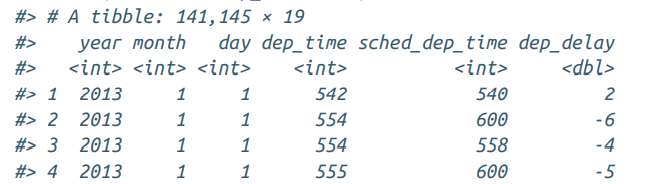 #> # A tibble: 141,145 × 19
#> year month day dep_time sched_dep_time dep_delay
#> <int> <int> <int> <int> <int> <dbl>
#> 1 2013 1 1 542 540 2
#> 2 2013 1 1 554 600 -6
#> 3 2013 1 1 554 558 -4
#> 4 2013 1 1 555 600 -5